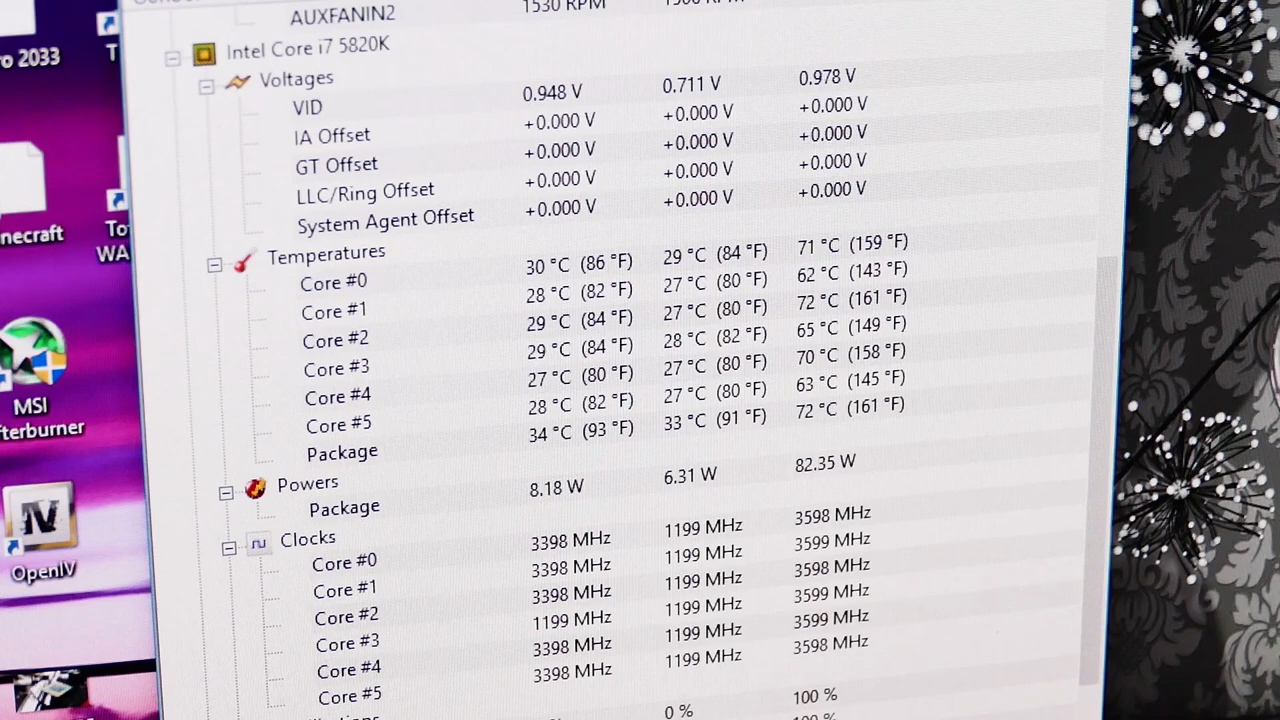 AUXFANIN2 1530 RPM
Intel Core i7 5820K
Voltages
VID 0.948 V 0.711 V 0.978 V
IA Offset +0.000 V +0.000 V +0.000 V
GT Offset +0.000 V +0.000 V +0.000 V
LLC/Ring Offset +0.000 V +0.000 V +0.000 V
System Agent Offset +0.000 V +0.000 V +0.000 V
Temperatures
Core #0 30 °C (86 °F) 29 °C (84 °F) 71 °C (159 °F)
Core #1 28 °C (82 °F) 27 °C (80 °F) 62 °C (143 °F)
Core #2 29 °C (84 °F) 27 °C (80 °F) 72 °C (161 °F)
Core #3 29 °C (84 °F) 28 °C (82 °F) 65 °C (149 °F)
Core #4 27 °C (80 °F) 27 °C (80 °F) 70 °C (158 °F)
Core #5 28 °C (82 °F) 27 °C (80 °F) 63 °C (145 °F)
Package 34 °C (93 °F) 33 °C (91 °F) 72 °C (161 °F)
Powers
Package 8.18 W 6.31 W 82.35 W
Clocks
Core #0 3398 MHz 1199 MHz 3598 MHz
Core #1 3398 MHz 1199 MHz 3599 MHz
Core #2 3398 MHz 1199 MHz 3598 MHz
Core #3 1199 MHz 1199 MHz 3599 MHz
Core #4 3398 MHz 1199 MHz 3599 MHz
Core #5 3398 MHz 1199 MHz 3598 MHz
0 % 100 %
ro 2033
necraft
To
WA
MSI
fterburner
IV
OpenIV